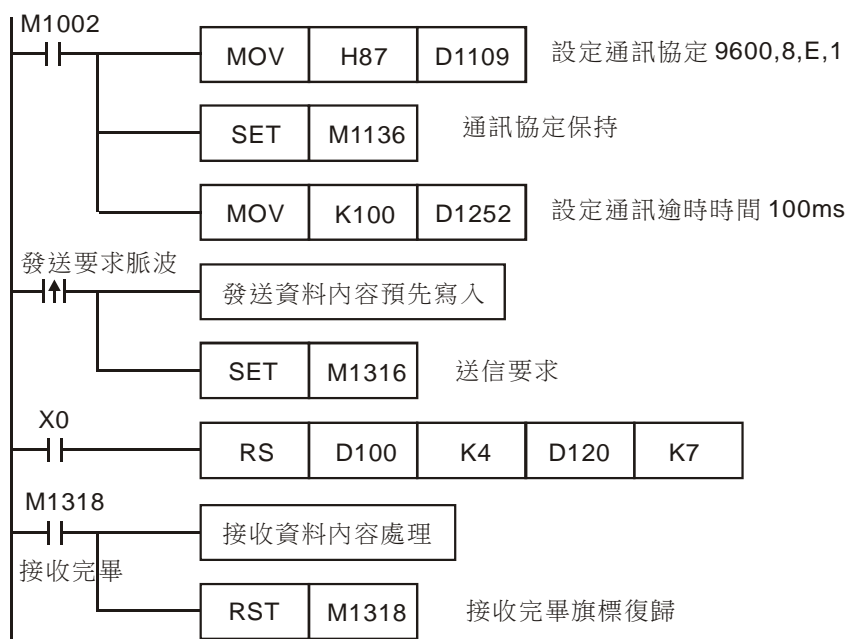 M1002
MOV H87 D1109 設定通訊協定 9600,8,E,1
SET M1136 通訊協定保持
MOV K100 D1252 設定通訊逾時時間 100ms
發送要求脈波
發送資料內容預先寫入
SET M1316 送信要求
X0
RS D100 K4 D120 K7
M1318
接收資料內容處理
接收完畢
RST M1318 接收完畢旗標復歸